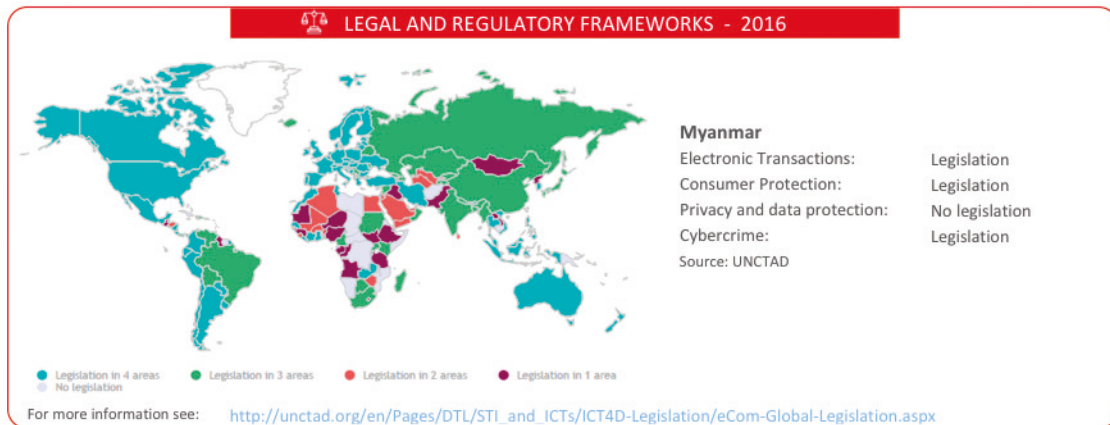 LEGAL AND REGULATORY FRAMEWORKS - 2016
Myanmar
Electronic Transactions: Legislation
Consumer Protection: Legislation
Privacy and data protection: No legislation
Cybercrime: Legislation
Source: UNCTAD
Legislation in 4 areas Legislation in 3 areas Legislation in 2 areas Legislation in 1 area
No legislation
For more information see: http://unctad.org/en/Pages/DTL/STI_and_ICTs/ICT4D-Legislation/eCom-Global-Legislation.aspx